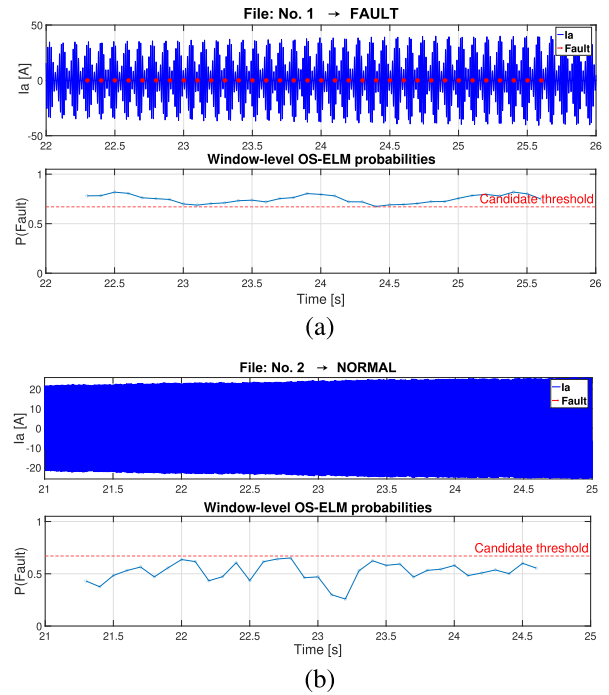 File: No. 1 → FAULT
Ia [A]
50
0
-50
Ia
Fault
22 22.5 23 23.5 24 24.5 25 25.5 26
Window-level OS-ELM probabilities
P(Fault)
1
0.5
0
Candidate threshold
22 22.5 23 23.5 24 24.5 25 25.5 26
Time [s]
(a)
File: No. 2 → NORMAL
Ia [A]
20
10
0
-10
-20
Ia
Fault
21 21.5 22 22.5 23 23.5 24 24.5 25
Window-level OS-ELM probabilities
P(Fault)
1
0.5
0
Candidate threshold
21 21.5 22 22.5 23 23.5 24 24.5 25
Time [s]
(b)